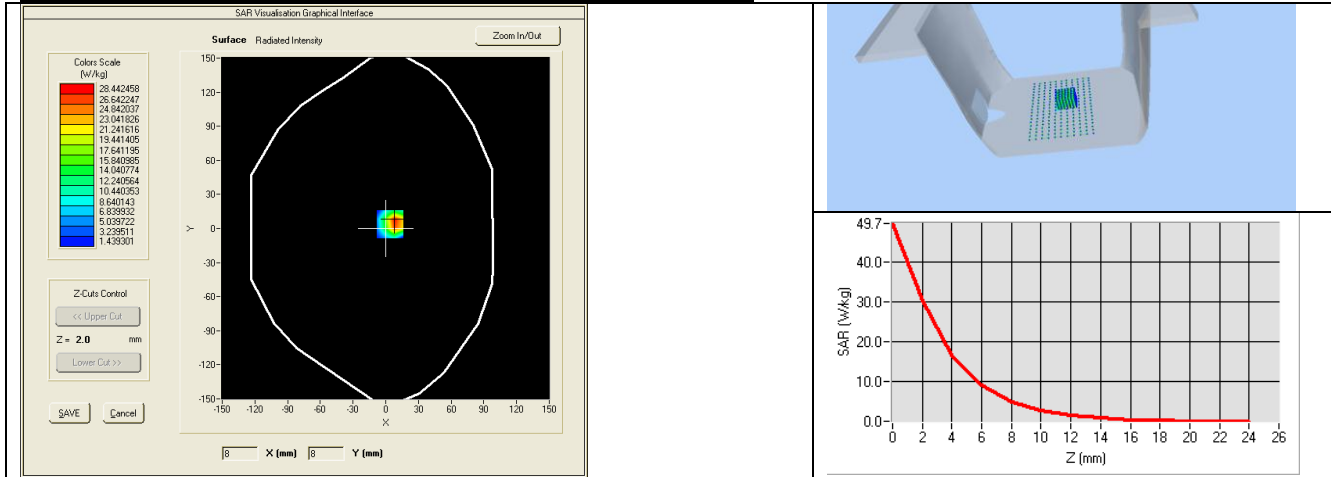 SAR Visualisation Graphical Interface
Surface Radiated Intensity
Zoom In/Out
Colors Scale
(W/kg)
28.442458
26.642247
24.842037
23.041826
21.241616
19.441405
17.641195
15.840985
14.040774
12.240564
10.440353
8.640143
6.839932
5.039722
3.239511
1.439301
Z-Cuts Control
<< Upper Cut
Z = 2.0 mm
Lower Cut >>
SAVE Cancel
150
120
90
60
30
0
-30
-60
-90
-120
-150
Y
-150 -120 -90 -60 -30 0 30 60 90 120 150
X
8 X (mm) 8 Y (mm)
49.7
40.0
30.0
20.0
10.0
0.0
SAR (W/kg)
0 2 4 6 8 10 12 14 16 18 20 22 24 26
Z (mm)